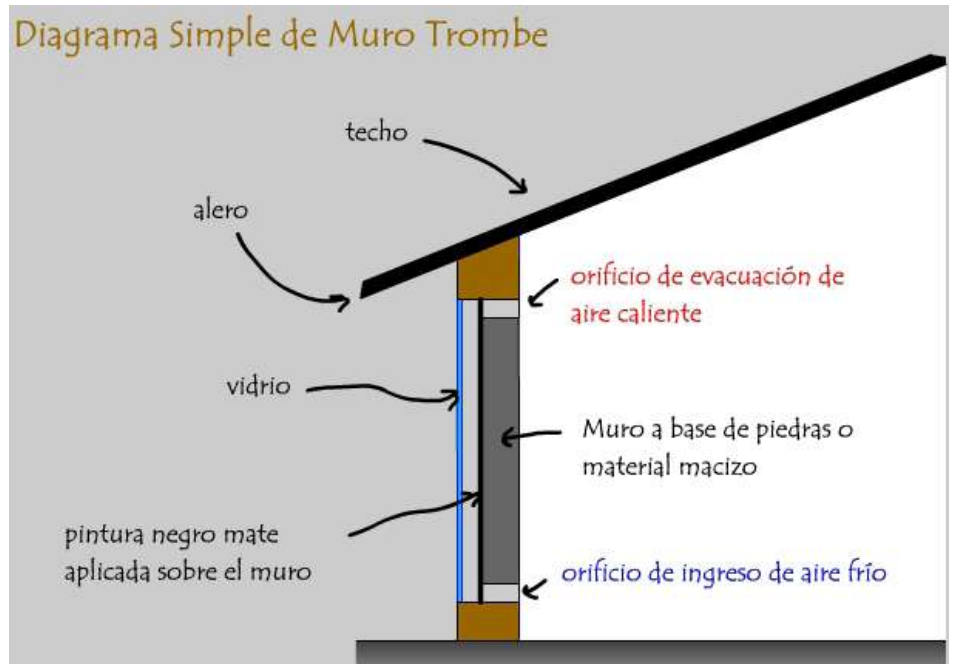 Diagrama Simple de Muro Trombe
techo
alero
orificio de evacuación de
aire caliente
vidrio
Muro a base de piedras o
material macizo
pintura negro mate
aplicada sobre el muro
orificio de ingreso de aire frío